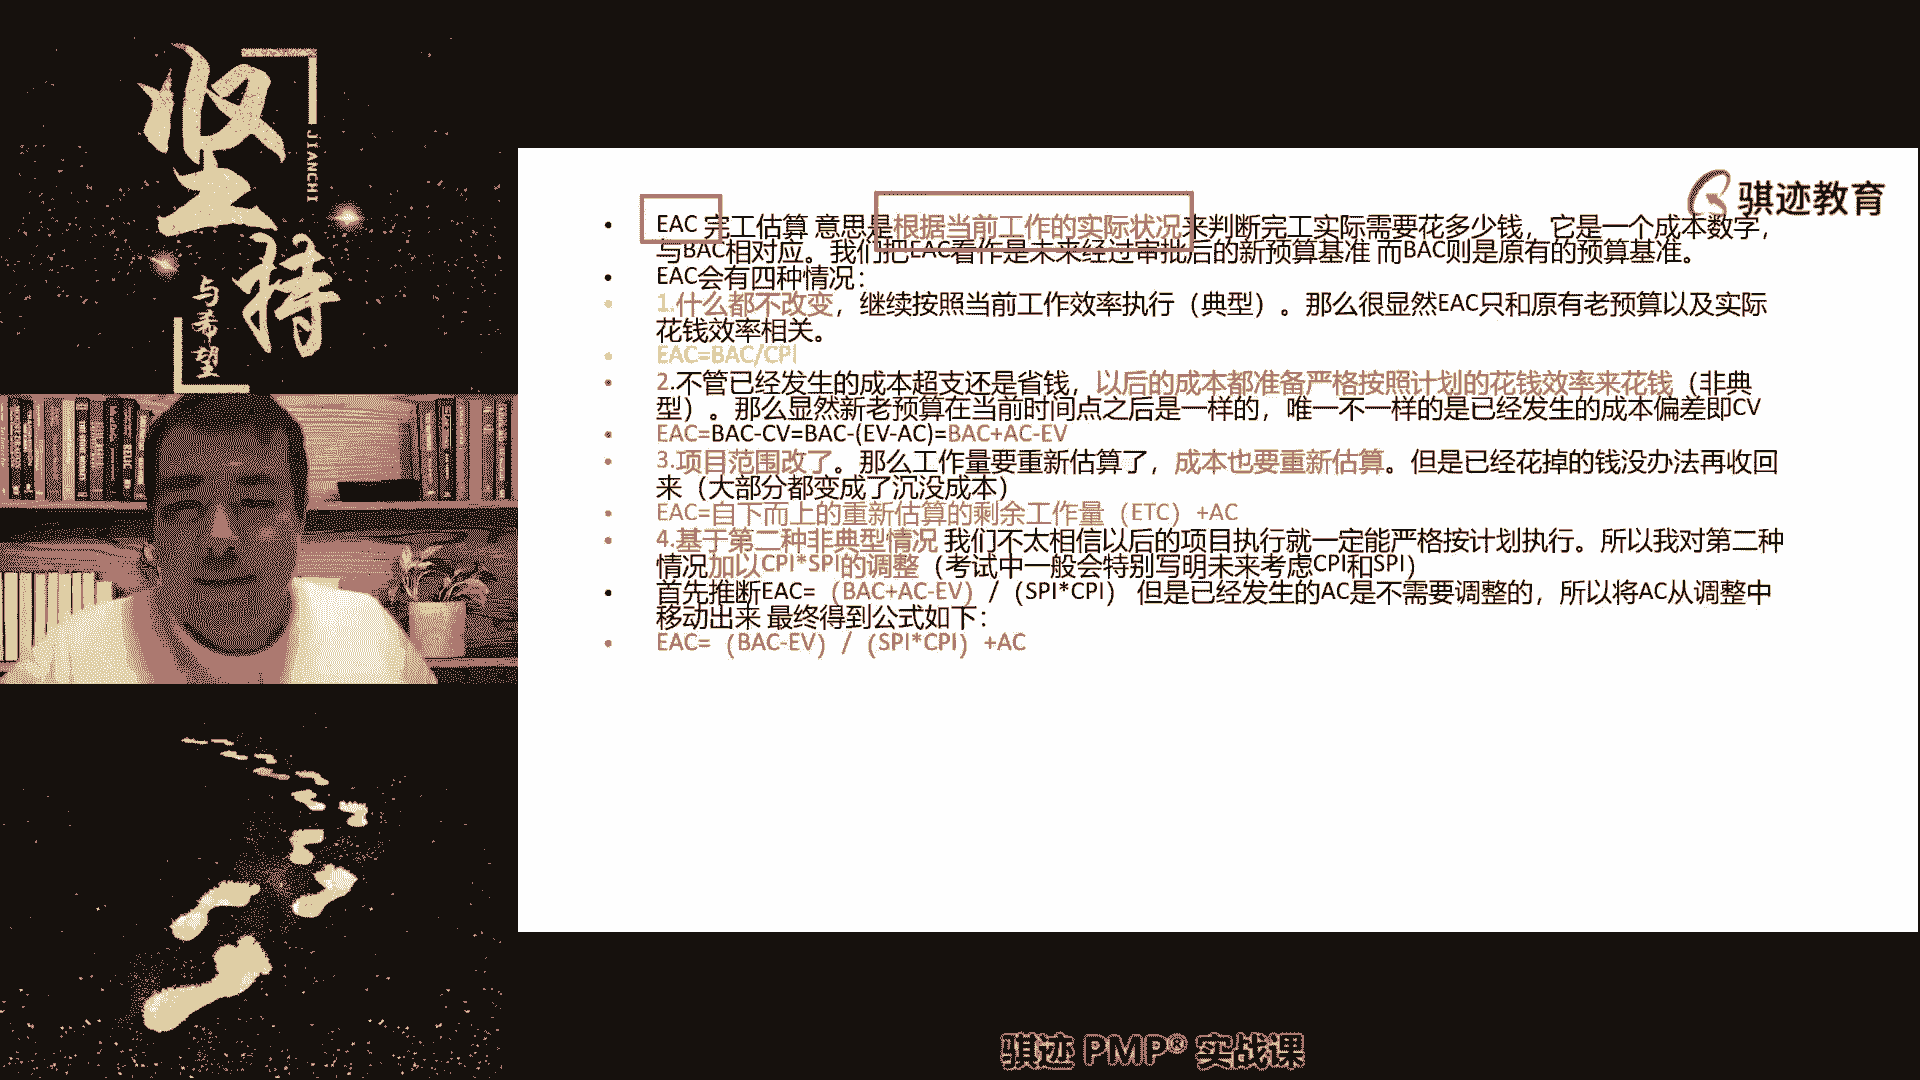 坚持
JIANCHI
与希望
骐迹教育
EAC 完工估算 意思是根据当前工作的实际状况来判断完工实际需要花多少钱，它是一个成本数字，
与BAC相对应。我们把EAC看作是未来经过审批后的新预算基准 而BAC则是原有的预算基准。
EAC会有四种情况：
1.什么都不改变，继续按照当前工作效率执行（典型）。那么很显然EAC只和原有老预算以及实际
花钱效率相关。
EAC=BAC/CPI
2.不管已经发生的成本超支还是省钱，以后的成本都准备严格按照计划的花钱效率来花钱（非典
型）。那么显然新老预算在当前时间点之后是一样的，唯一不一样的是已经发生的成本偏差即CV
EAC=BAC-CV=BAC-(EV-AC)=BAC+AC-EV
3.项目范围改了。那么工作量要重新估算了，成本也要重新估算。但是已经花掉的钱没办法再收回
来（大部分都变成了沉没成本）
EAC=自下而上的重新估算的剩余工作量（ETC）+AC
4.基于第二种非典型情况 我们不太相信以后的项目执行就一定能严格按计划执行。所以我对第二种
情况加以CPI*SPI的调整（考试中一般会特别写明未来考虑CPI和SPI）
首先推断EAC=（BAC+AC-EV）/（SPI*CPI） 但是已经发生的AC是不需要调整的，所以将AC从调整中
移动出来 最终得到公式如下：
EAC=（BAC-EV）/（SPI*CPI）+AC
骐迹 PMP® 实战课